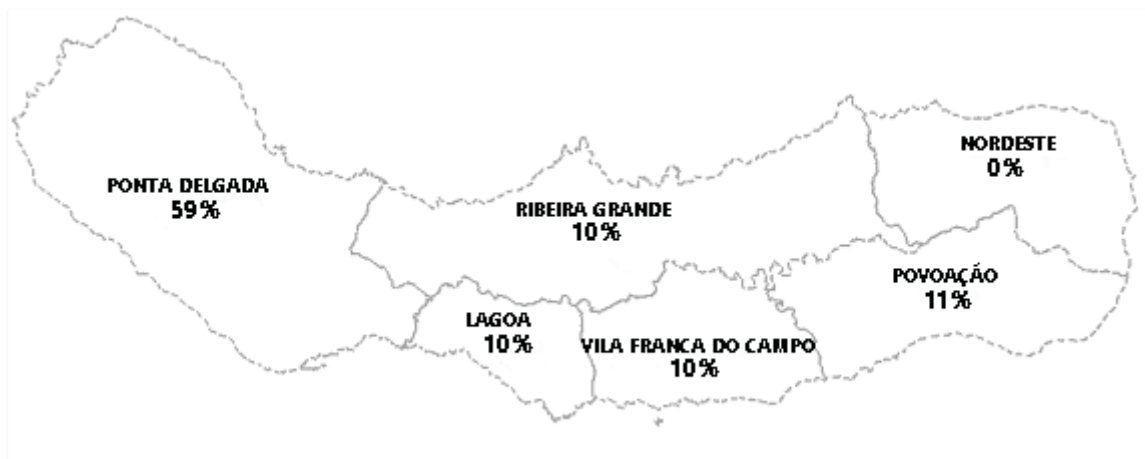 PONTA DELGADA
59%
RIBEIRA GRANDE
10%
NORDESTE
0%
LAGOA
10%
VILA FRANCA DO CAMPO
10%
POVOAÇÃO
11%